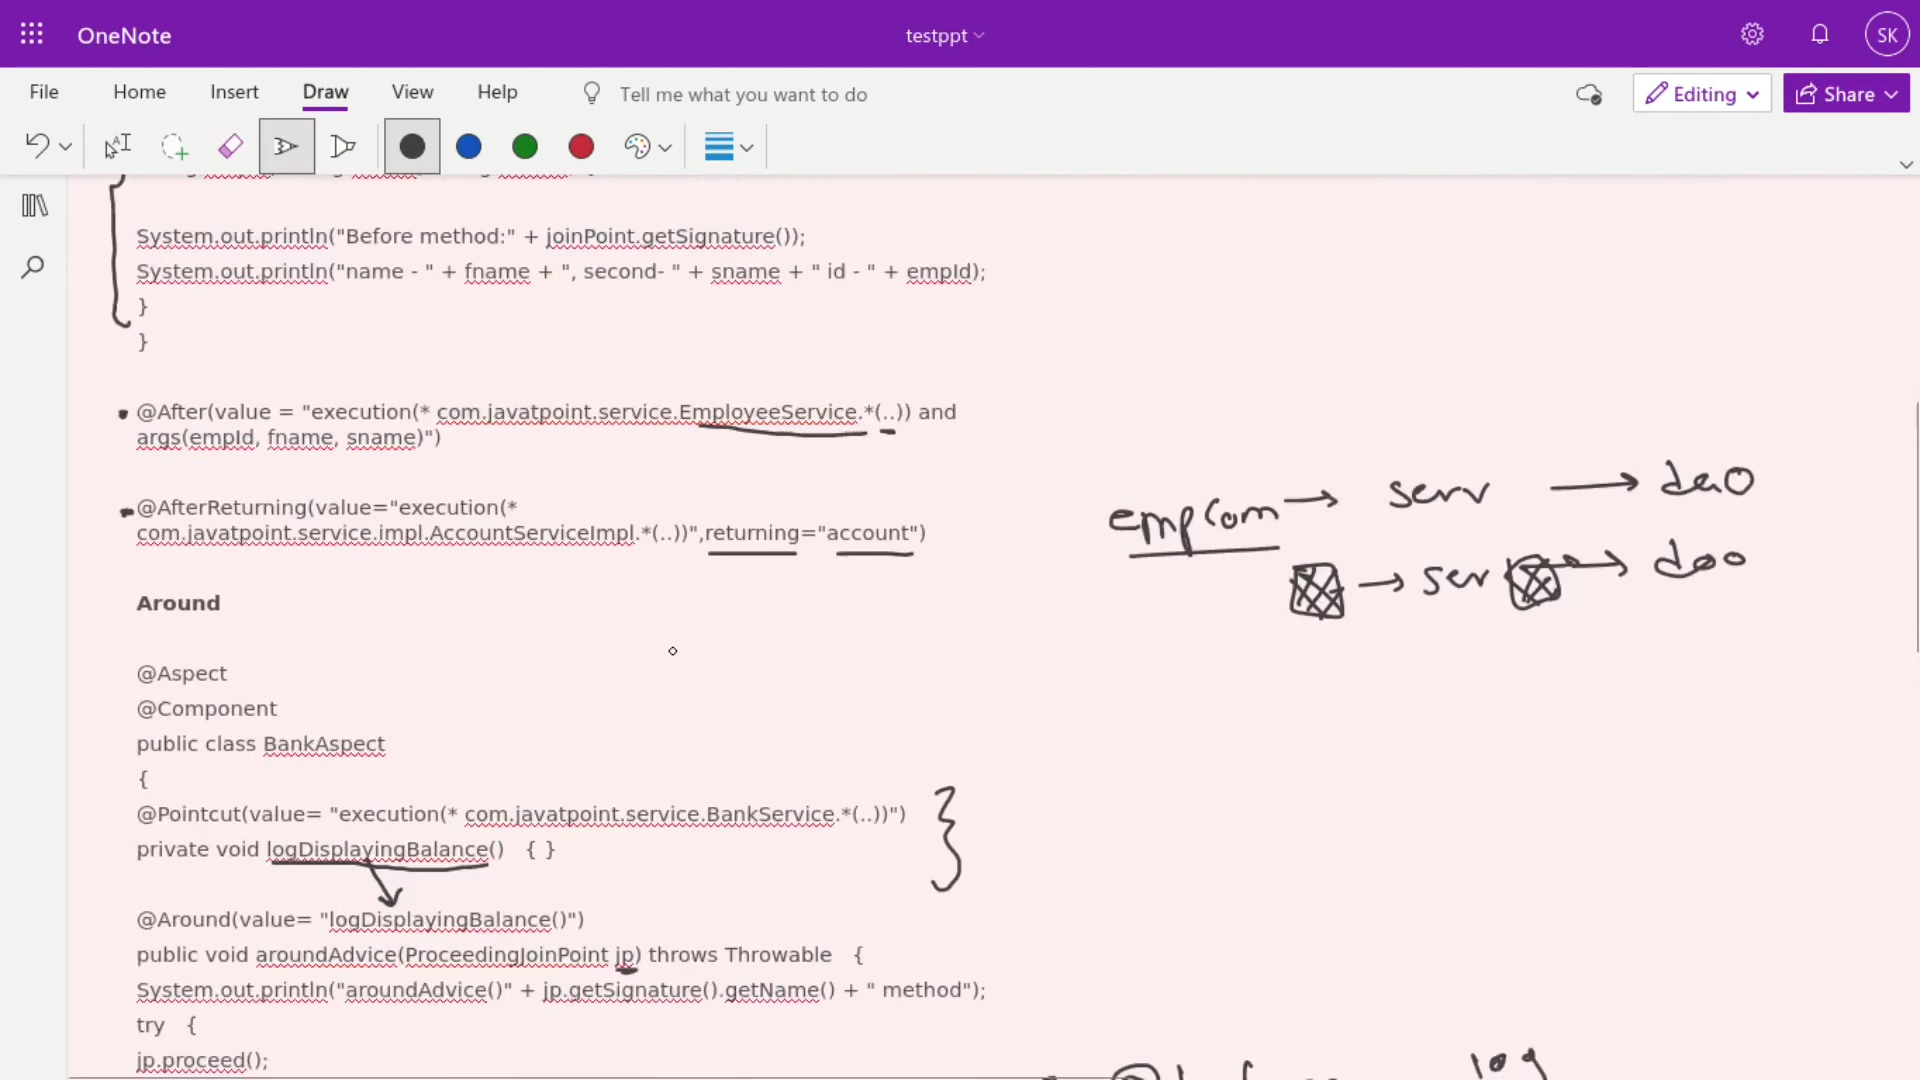 OneNote
testppt
SK
File Home Insert Draw View Help Tell me what you want to do
Editing
Share
System.out.println("Before method:" + joinPoint.getSignature());
System.out.println("name - " + fname + ", second- " + sname + " id - " + empId);
}
}
@After(value = "execution(* com.javatpoint.service.EmployeeService.*(..)) and
args(empId, fname, sname)")
@AfterReturning(value="execution(*
com.javatpoint.service.impl.AccountServiceImpl.*(..))",returning="account")
empCom → serv → dao
→ ser → dao
Around
@Aspect
@Component
public class BankAspect
{
@Pointcut(value= "execution(* com.javatpoint.service.BankService.*(..))")
private void logDisplayingBalance() { }
@Around(value= "logDisplayingBalance()")
public void aroundAdvice(ProceedingJoinPoint jp) throws Throwable {
System.out.println("aroundAdvice()" + jp.getSignature().getName() + " method");
try {
jp.proceed();
log